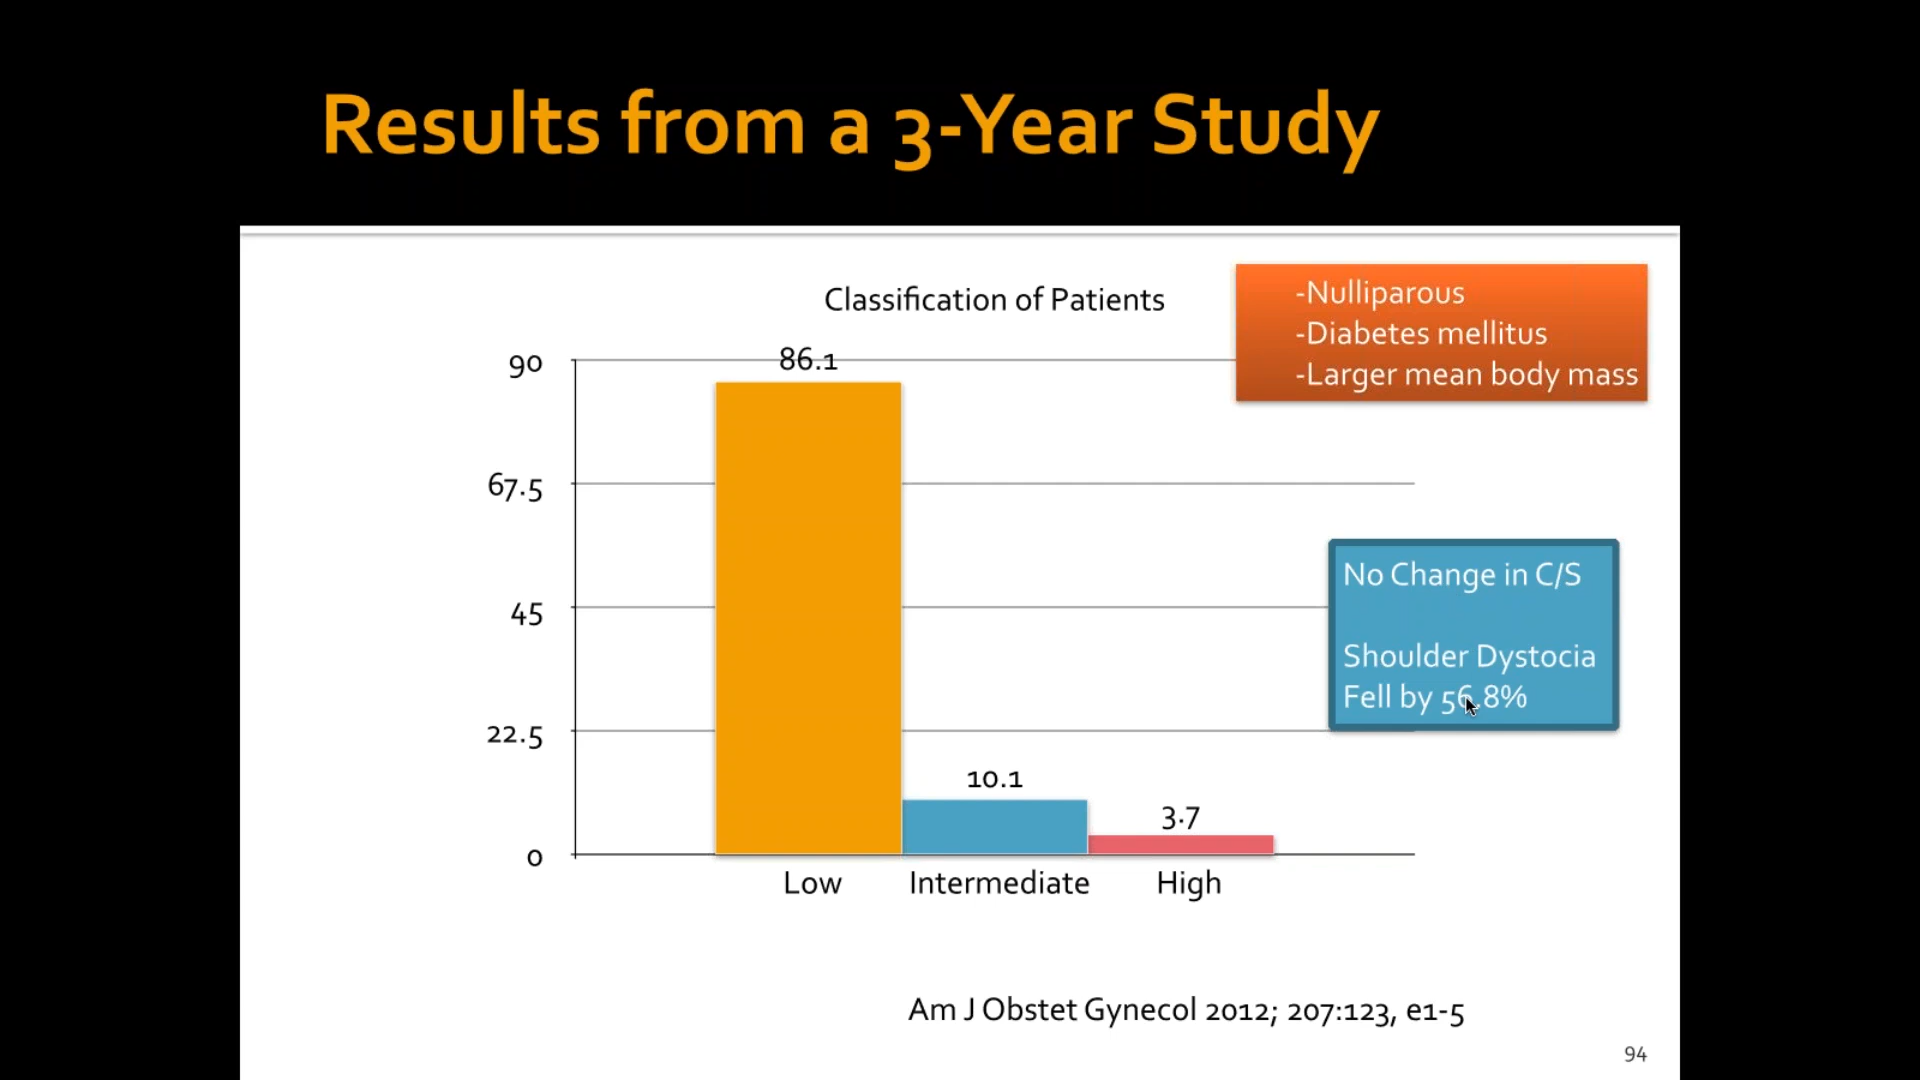 Results from a 3-Year Study
Classification of Patients
-Nulliparous
-Diabetes mellitus
-Larger mean body mass
90
67.5
45
22.5
0
86.1
10.1
3.7
Low
Intermediate
High
No Change in C/S
Shoulder Dystocia
Fell by 56.8%
Am J Obstet Gynecol 2012; 207:123, e1-5
94